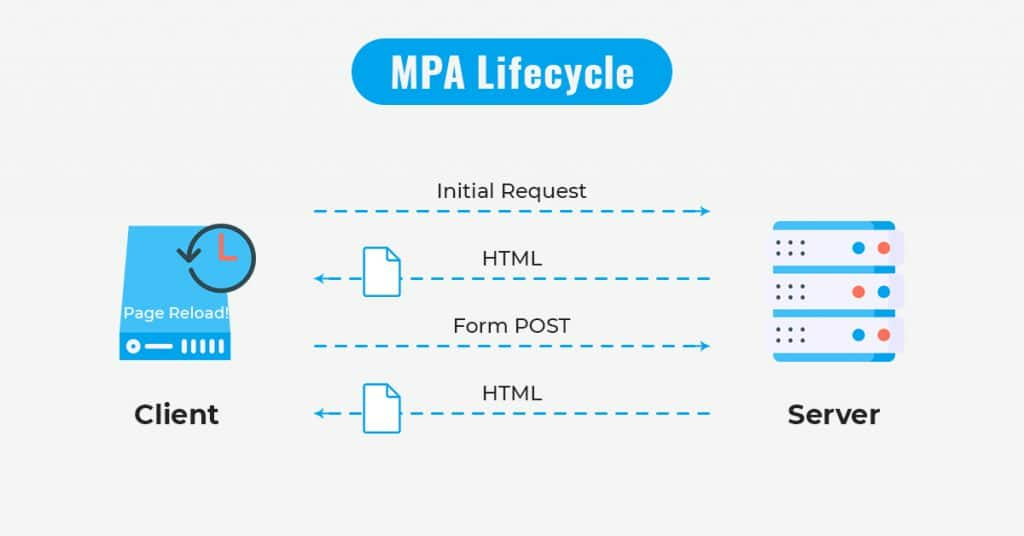 MPA Lifecycle
Initial Request
HTML
Page Reload!
Form POST
HTML
Client
Server